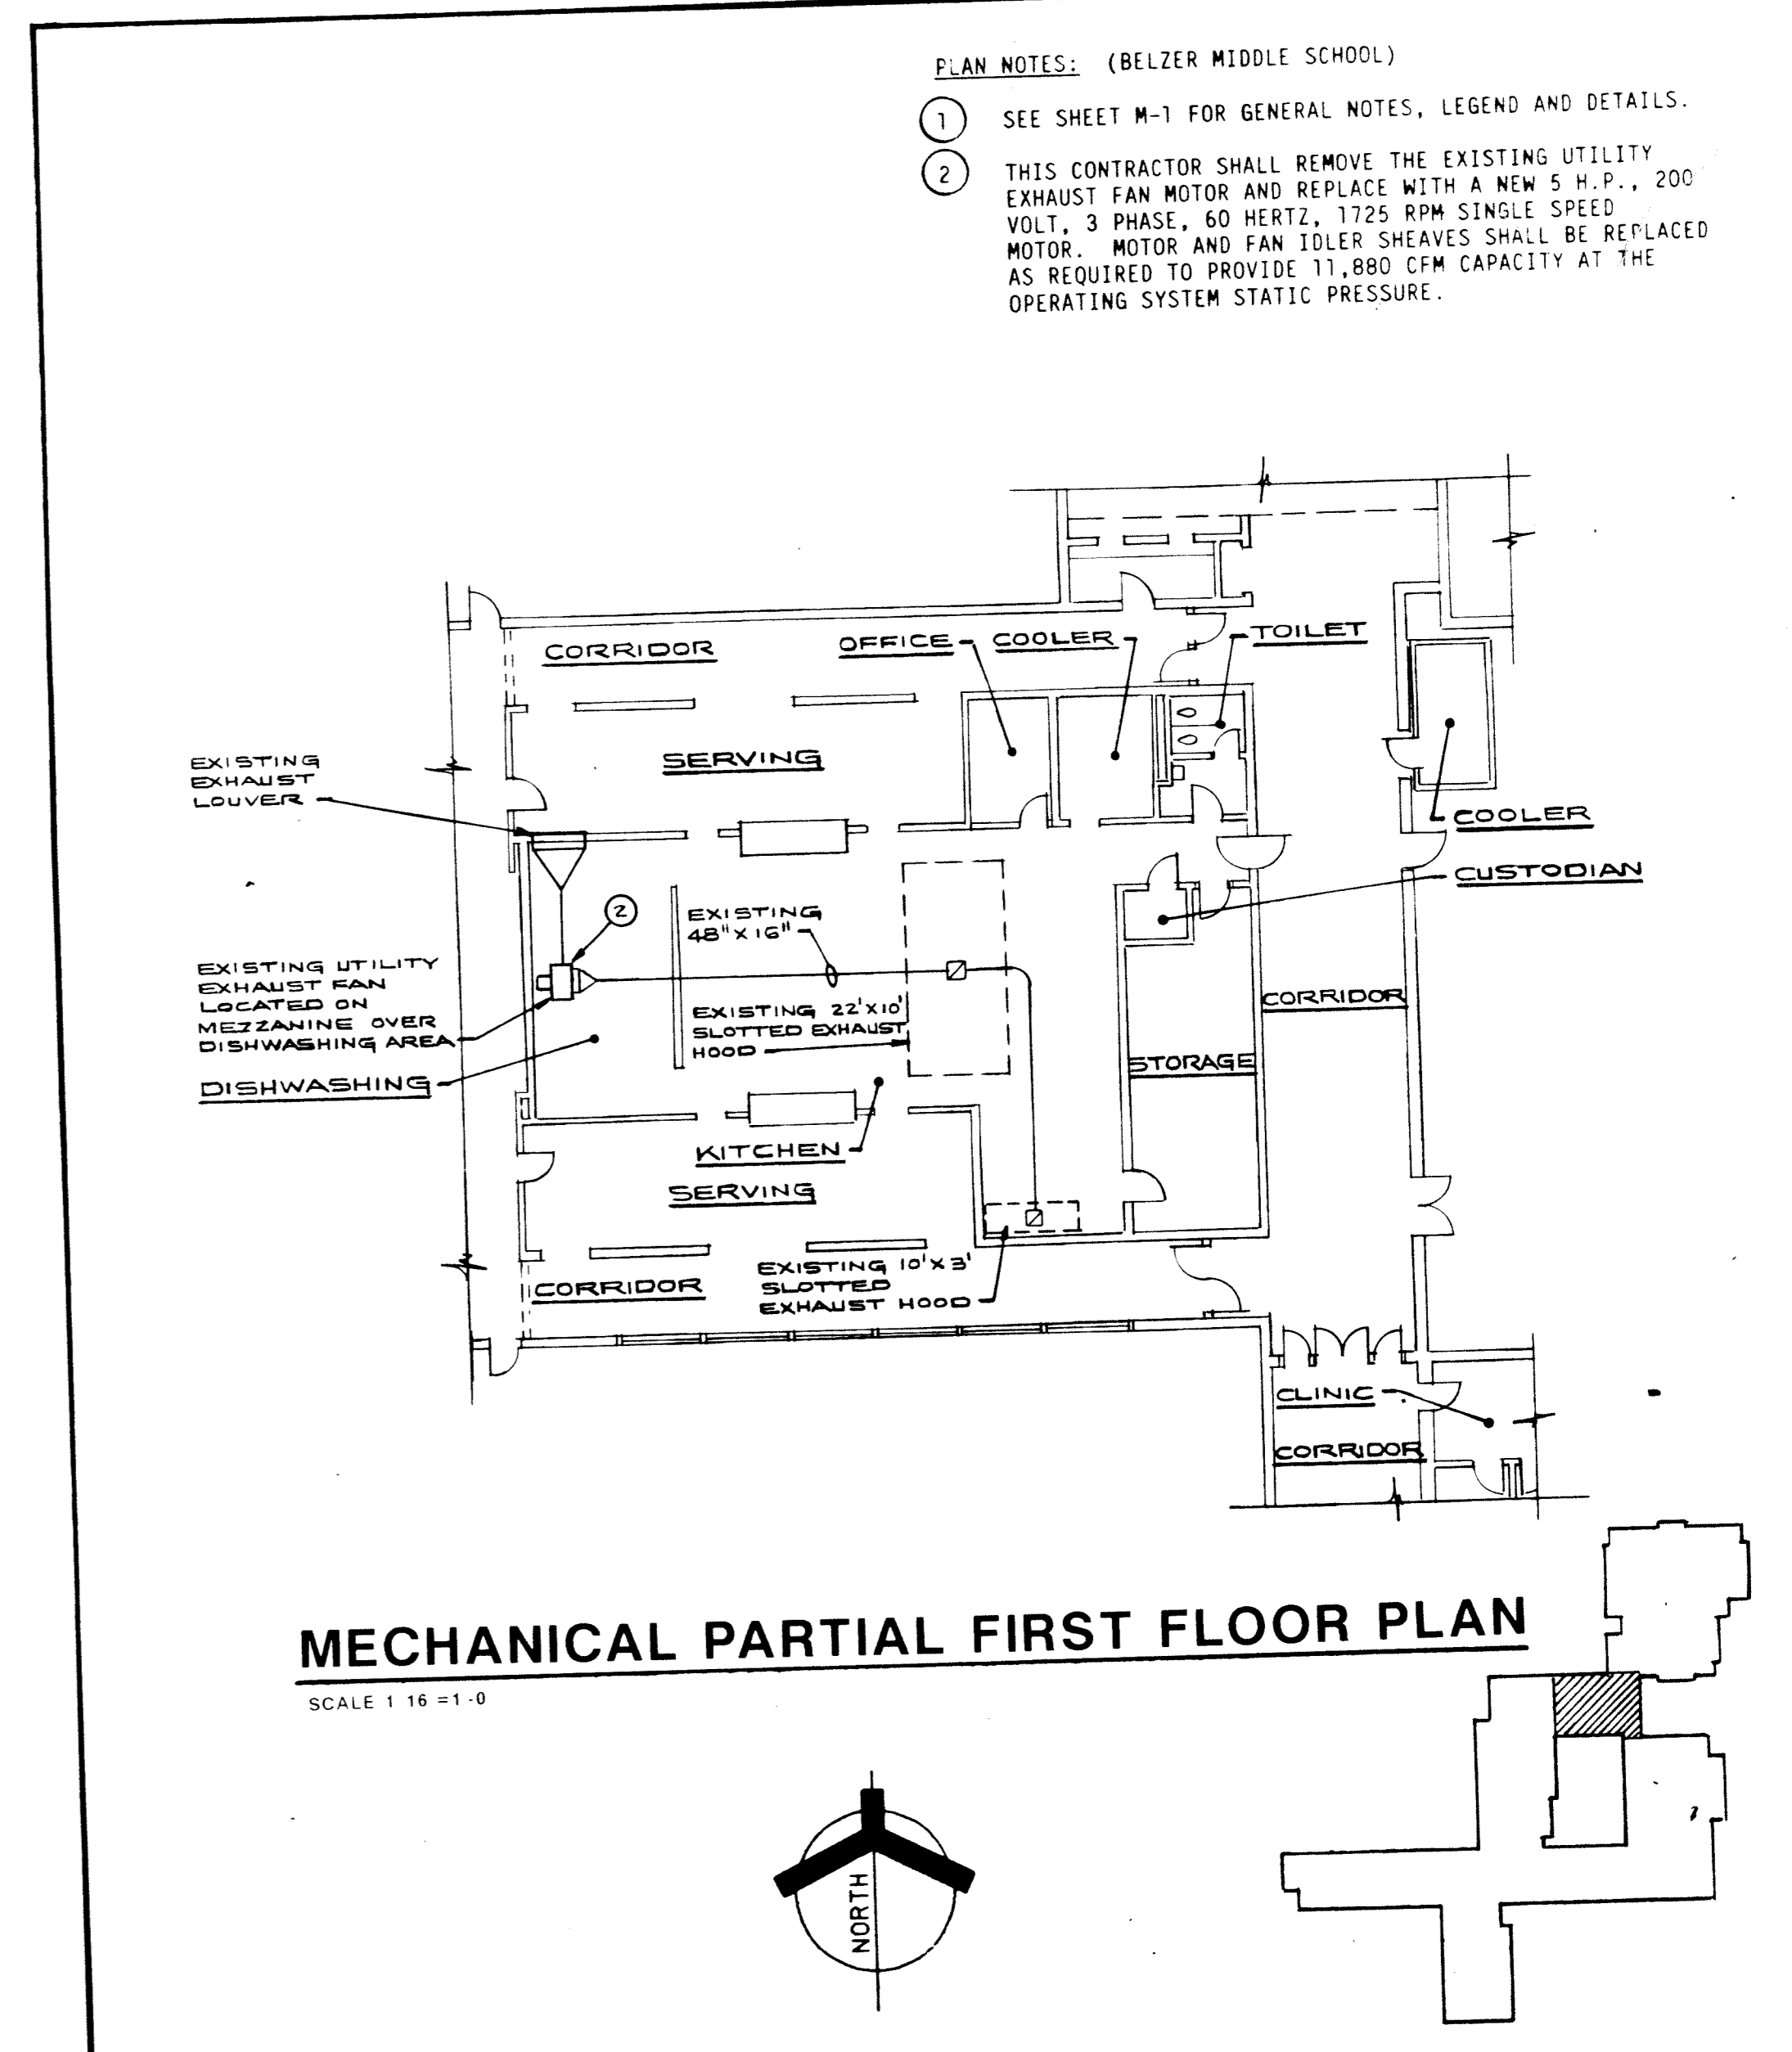 PLAN NOTES: (BELZER MIDDLE SCHOOL)
1 SEE SHEET M-1 FOR GENERAL NOTES, LEGEND AND DETAILS.
2 THIS CONTRACTOR SHALL REMOVE THE EXISTING UTILITY
EXHAUST FAN MOTOR AND REPLACE WITH A NEW 5 H.P., 200
VOLT, 3 PHASE, 60 HERTZ, 1725 RPM SINGLE SPEED
MOTOR. MOTOR AND FAN IDLER SHEAVES SHALL BE REPLACED
AS REQUIRED TO PROVIDE 11,880 CFM CAPACITY AT THE
OPERATING SYSTEM STATIC PRESSURE.
CORRIDOR
OFFICE
COOLER
TOILET
SERVING
EXISTING
EXHAUST
LOUVER
COOLER
CUSTODIAN
2
EXISTING
48"X16"
EXISTING UTILITY
EXHAUST FAN
LOCATED ON
MEZZANINE OVER
DISHWASHING AREA
EXISTING 22'X10'
SLOTTED EXHAUST
HOOD
CORRIDOR
STORAGE
DISHWASHING
KITCHEN
SERVING
EXISTING 10'X3'
SLOTTED
EXHAUST HOOD
CORRIDOR
CLINIC
CORRIDOR
MECHANICAL PARTIAL FIRST FLOOR PLAN
SCALE 1 16 =1-0
NORTH